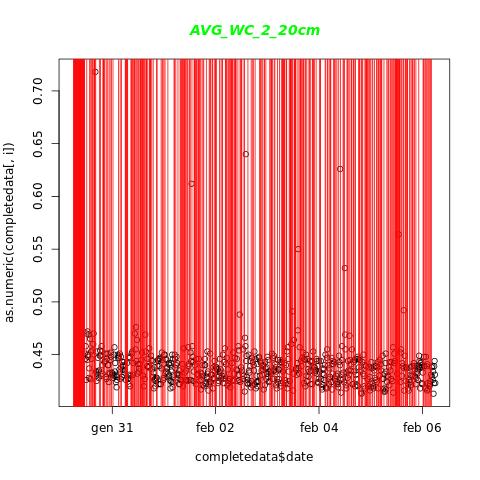 AVG_WC_2_20cm
as.numeric(completedata[, i])
0.70
0.65
0.60
0.55
0.50
0.45
gen 31
feb 02
feb 04
feb 06
completedata$date